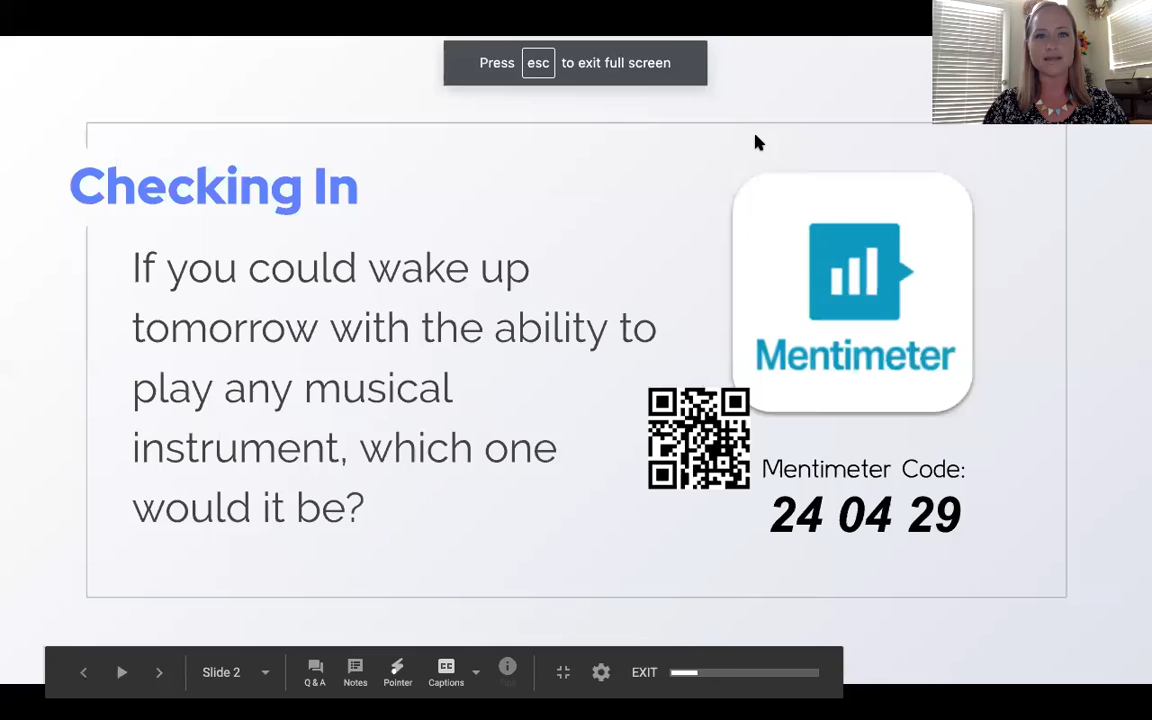 Press esc to exit full screen
Checking In
If you could wake up
tomorrow with the ability to
play any musical
instrument, which one
would it be?
Mentimeter
Mentimeter Code:
24 04 29
Slide 2
Q & A
Notes
Pointer
CC
Captions
EXIT